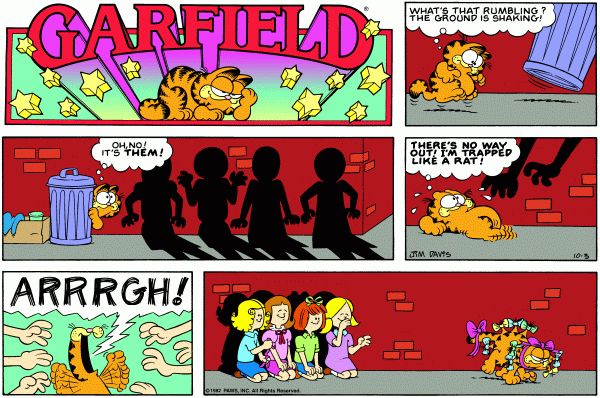 GARFIELD
®
WHAT'S THAT RUMBLING?
THE GROUND IS SHAKING!
OH, NO!
IT'S THEM!
THERE'S NO WAY
OUT! I'M TRAPPED
LIKE A RAT!
JIM DAVIS
10-3
ARRRGH!
©1982 PAWS, INC. All Rights Reserved.